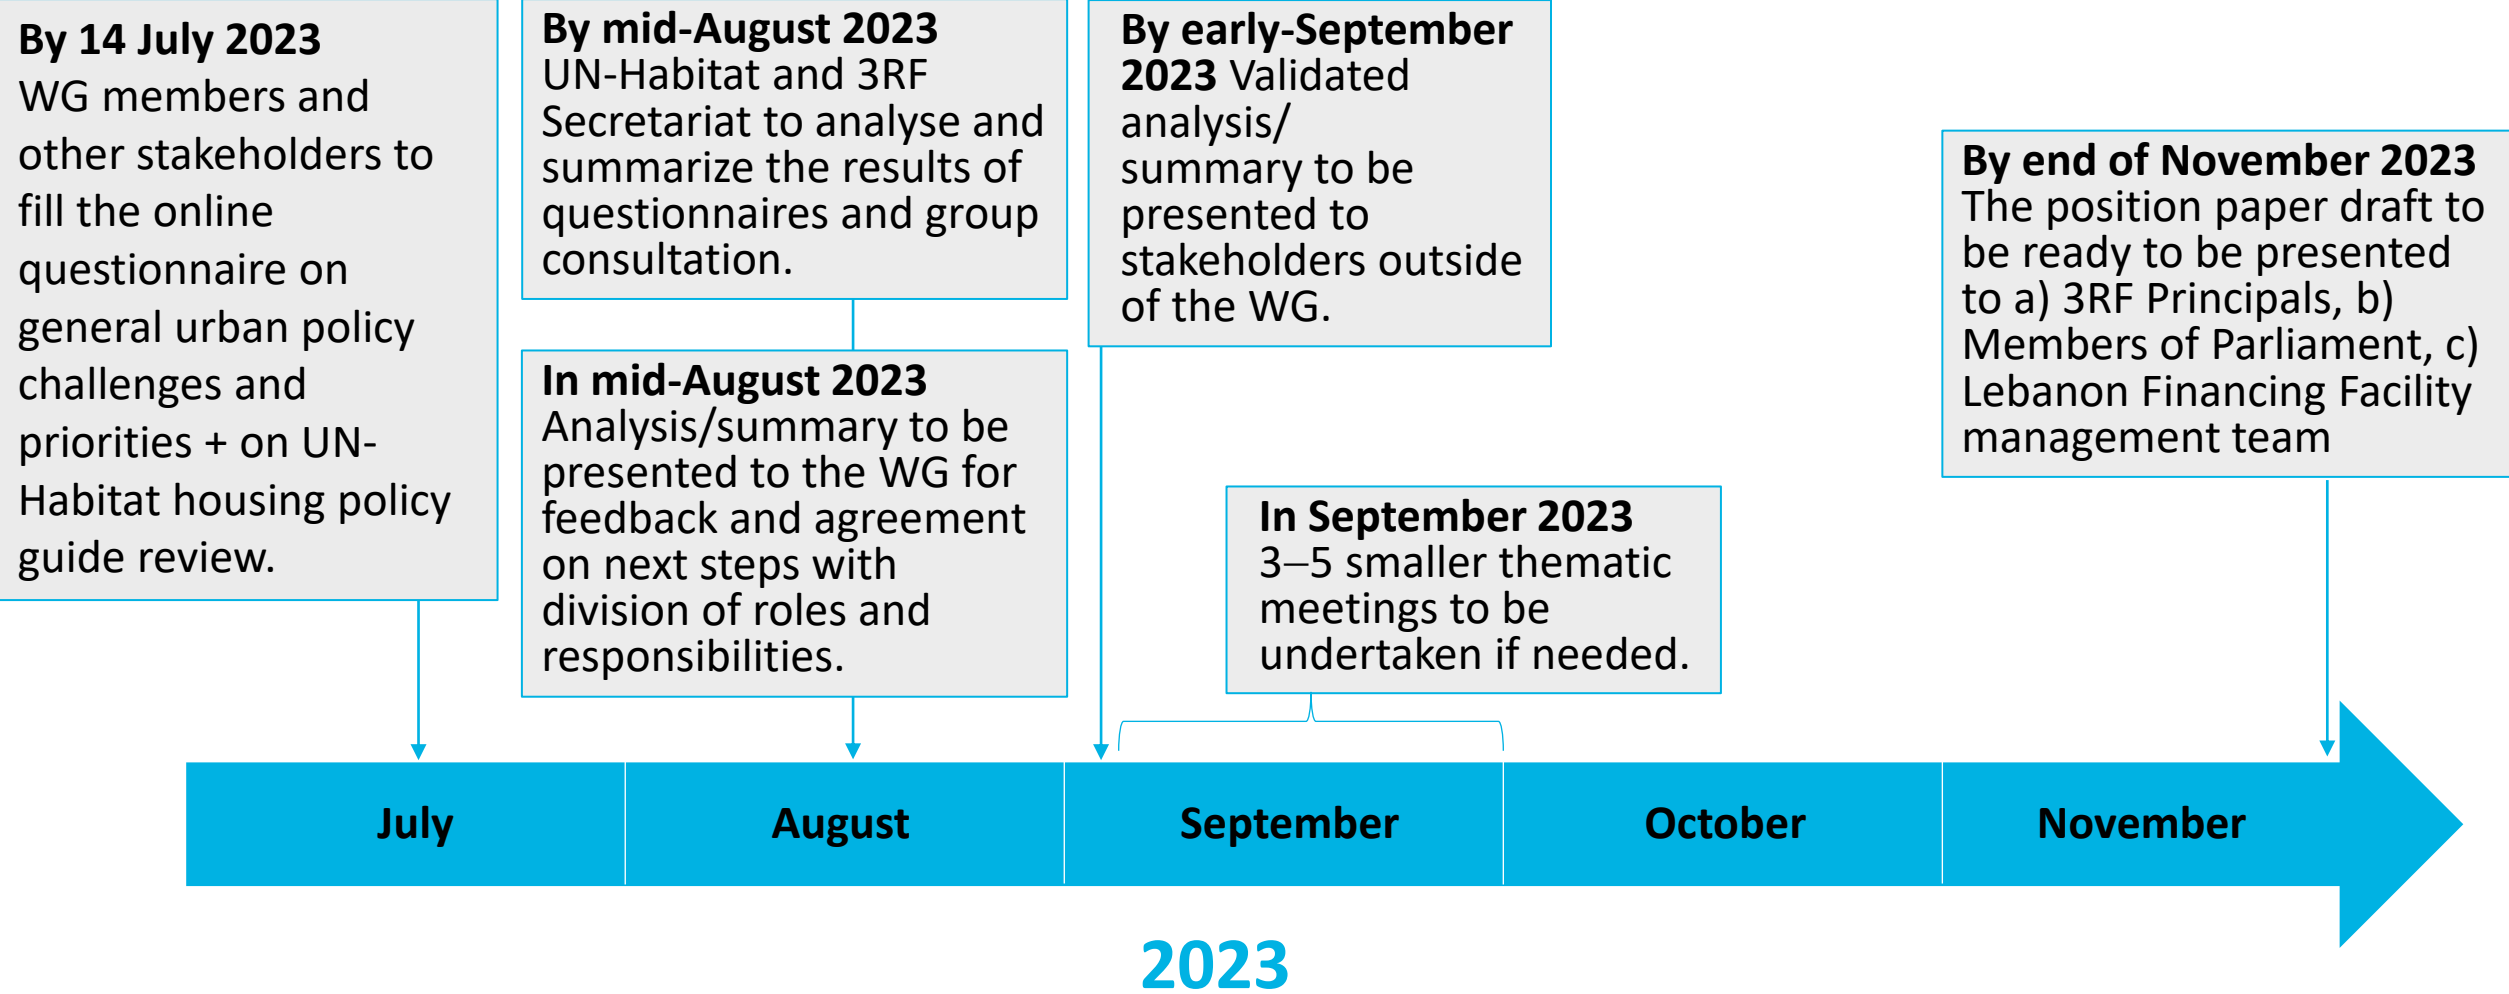 By 14 July 2023
WG members and
other stakeholders to
fill the online
questionnaire on
general urban policy
challenges and
priorities + on UN-
Habitat housing policy
guide review.
By mid-August 2023
UN-Habitat and 3RF
Secretariat to analyse and
summarize the results of
questionnaires and group
consultation.
In mid-August 2023
Analysis/summary to be
presented to the WG for
feedback and agreement
on next steps with
division of roles and
responsibilities.
By early-September
2023 Validated
analysis/
summary to be
presented to
stakeholders outside
of the WG.
In September 2023
3–5 smaller thematic
meetings to be
undertaken if needed.
By end of November 2023
The position paper draft to
be ready to be presented
to a) 3RF Principals, b)
Members of Parliament, c)
Lebanon Financing Facility
management team
July
August
September
October
November
2023